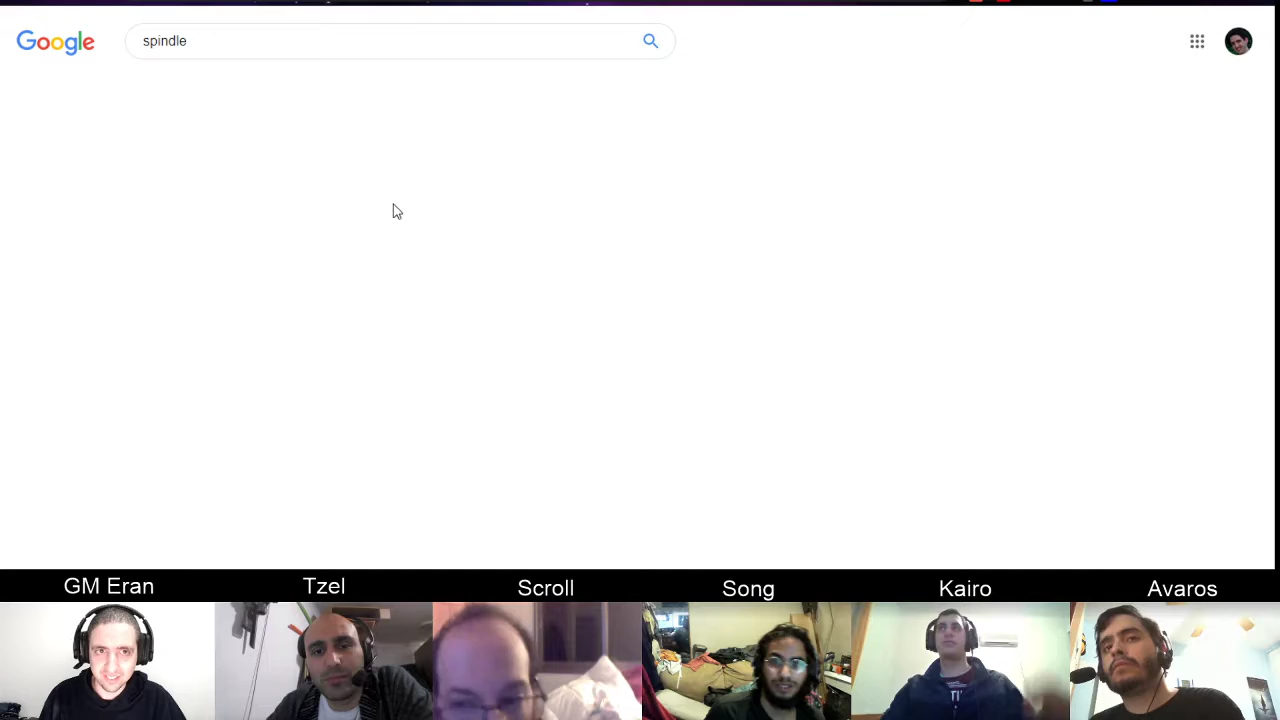 Google
spindle
GM Eran
Tzel
Scroll
Song
Kairo
Avaros